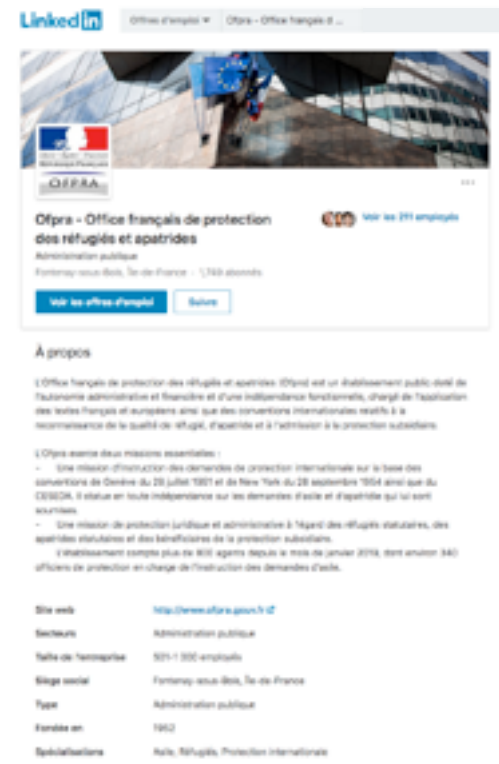 Linked in
Offres d'emploi ▾ Ofpra - Office français d ...
RÉPUBLIQUE FRANÇAISE
OFPRA
...
Ofpra - Office français de protection
des réfugiés et apatrides
Voir les 211 employés
Administration publique
Fontenay-sous-Bois, Île-de-France · 1,749 abonnés
Voir les offres d'emploi Suivre
À propos
L'Office français de protection des réfugiés et apatrides (Ofpra) est un établissement public doté de
l'autonomie administrative et financière et d'une indépendance fonctionnelle, chargé de l'application
des textes français et européens ainsi que des conventions internationales relatifs à la
reconnaissance de la qualité de réfugié, d'apatride et à l'admission à la protection subsidiaire.
L'Ofpra exerce deux missions essentielles :
- Une mission d'instruction des demandes de protection internationale sur la base des
conventions de Genève du 28 juillet 1951 et de New York du 28 septembre 1954 ainsi que du
CESEDA. Il statue en toute indépendance sur les demandes d'asile et d'apatridie qui lui sont
soumises.
- Une mission de protection juridique et administrative à l'égard des réfugiés statutaires, des
apatrides statutaires et des bénéficiaires de la protection subsidiaire.
L'établissement compte plus de 800 agents depuis le mois de janvier 2019, dont environ 340
officiers de protection en charge de l'instruction des demandes d'asile.
Site web http://www.ofpra.gouv.fr
Secteurs Administration publique
Taille de l'entreprise 501-1 000 employés
Siège social Fontenay-sous-Bois, Île-de-France
Type Administration publique
Fondée en 1952
Spécialisations Asile, Réfugiés, Protection internationale